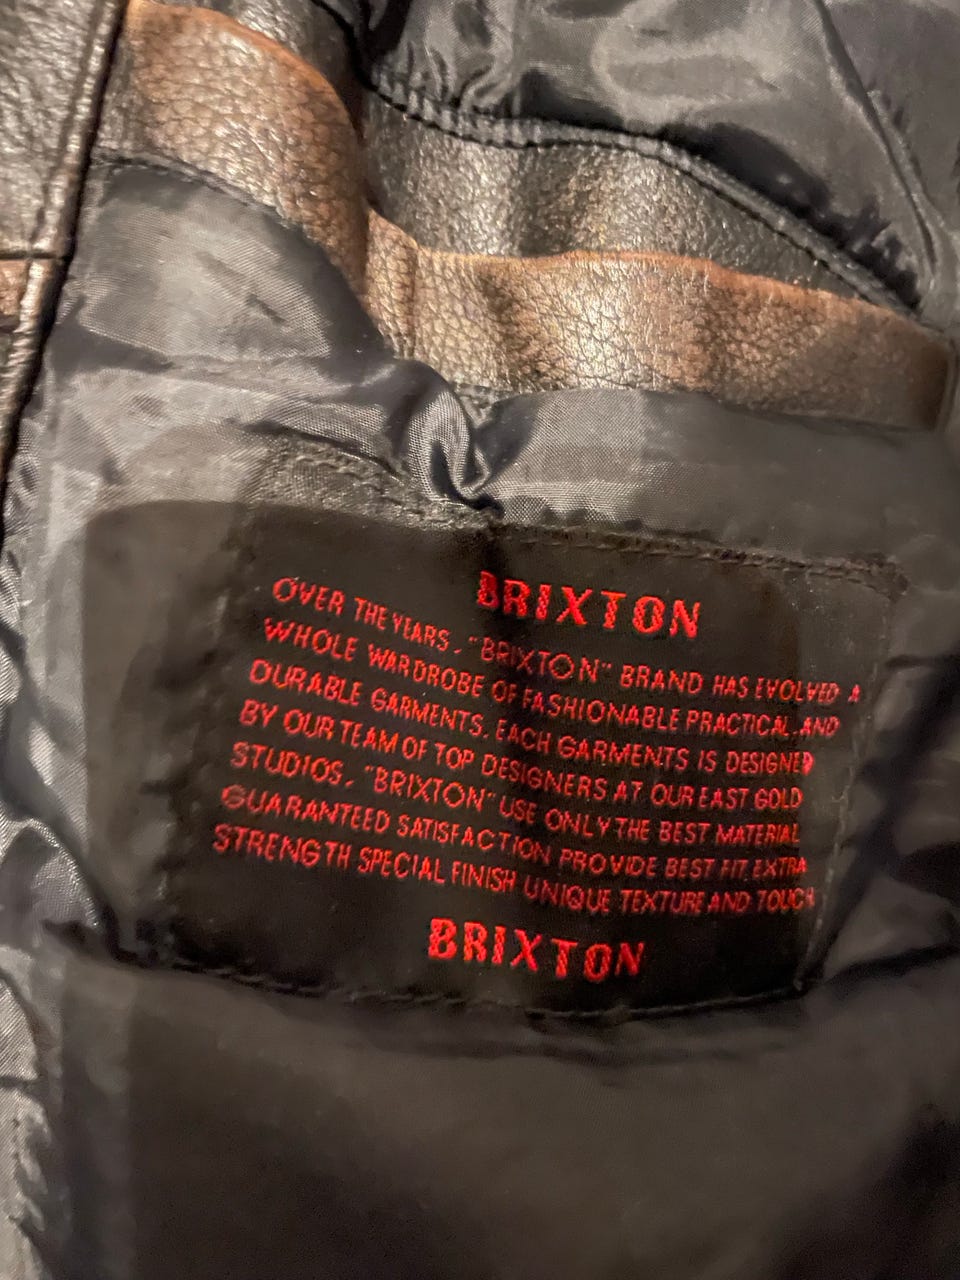 BRIXTON
OVER THE YEARS, "BRIXTON" BRAND HAS EVOLVED A
WHOLE WARDROBE OF FASHIONABLE PRACTICAL AND
DURABLE GARMENTS, EACH GARMENTS IS DESIGNED
BY OUR TEAM OF TOP DESIGNERS AT OUR EAST GOLD
STUDIOS, "BRIXTON" USE ONLY THE BEST MATERIAL
GUARANTEED SATISFACTION PROVIDE BEST FIT, EXTRA
STRENGTH SPECIAL FINISH UNIQUE TEXTURE AND TOUCH
BRIXTON